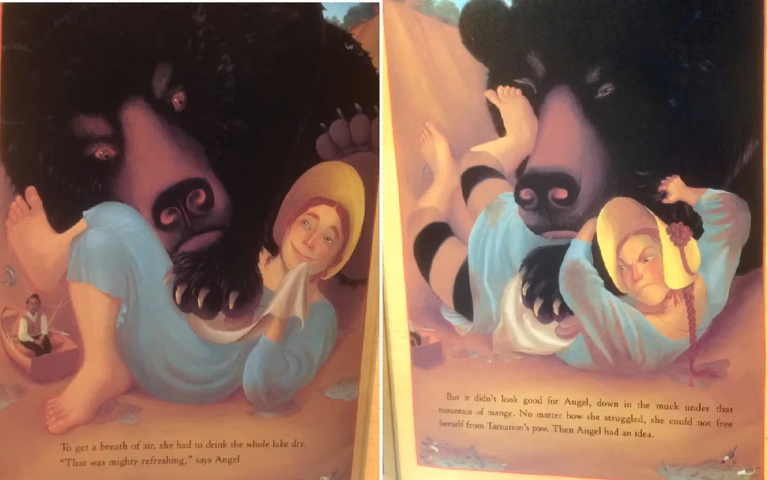 To get a breath of air, she had to drink the whole lake dry.
"That was mighty refreshing," says Angel.
But it didn't look good for Angel, down in the muck under that
mountain of mange. No matter how she struggled, she could not free
herself from Tarnation's paw. Then Angel had an idea.